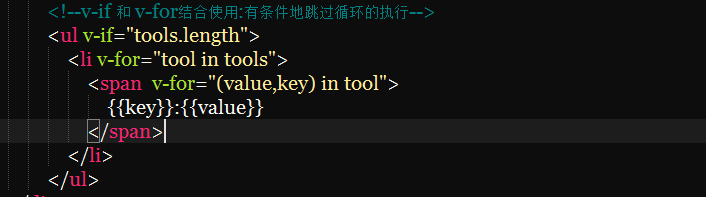 <!--v-if 和 v-for结合使用:有条件地跳过循环的执行-->
<ul v-if="tools.length">
<li v-for="tool in tools">
<span  v-for="(value,key) in tool">
{{key}}:{{value}}
</span>
</li>
</ul>